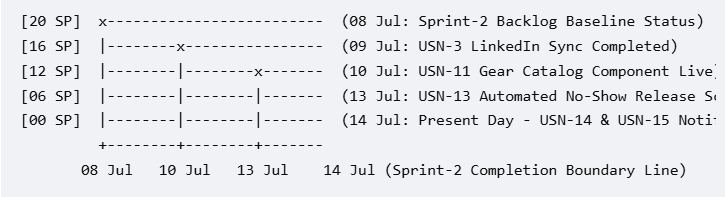 [20 SP]  x-------------------------  (08 Jul: Sprint-2 Backlog Baseline Status)
[16 SP]  |--------x----------------  (09 Jul: USN-3 LinkedIn Sync Completed)
[12 SP]  |--------|--------x-------  (10 Jul: USN-11 Gear Catalog Component Live)
[06 SP]  |--------|--------|-------  (13 Jul: USN-13 Automated No-Show Release
[00 SP]  |--------|--------|-------  (14 Jul: Present Day - USN-14 & USN-15
         +--------+--------+-------
       08 Jul   10 Jul   13 Jul    14 Jul (Sprint-2 Completion Boundary Line)